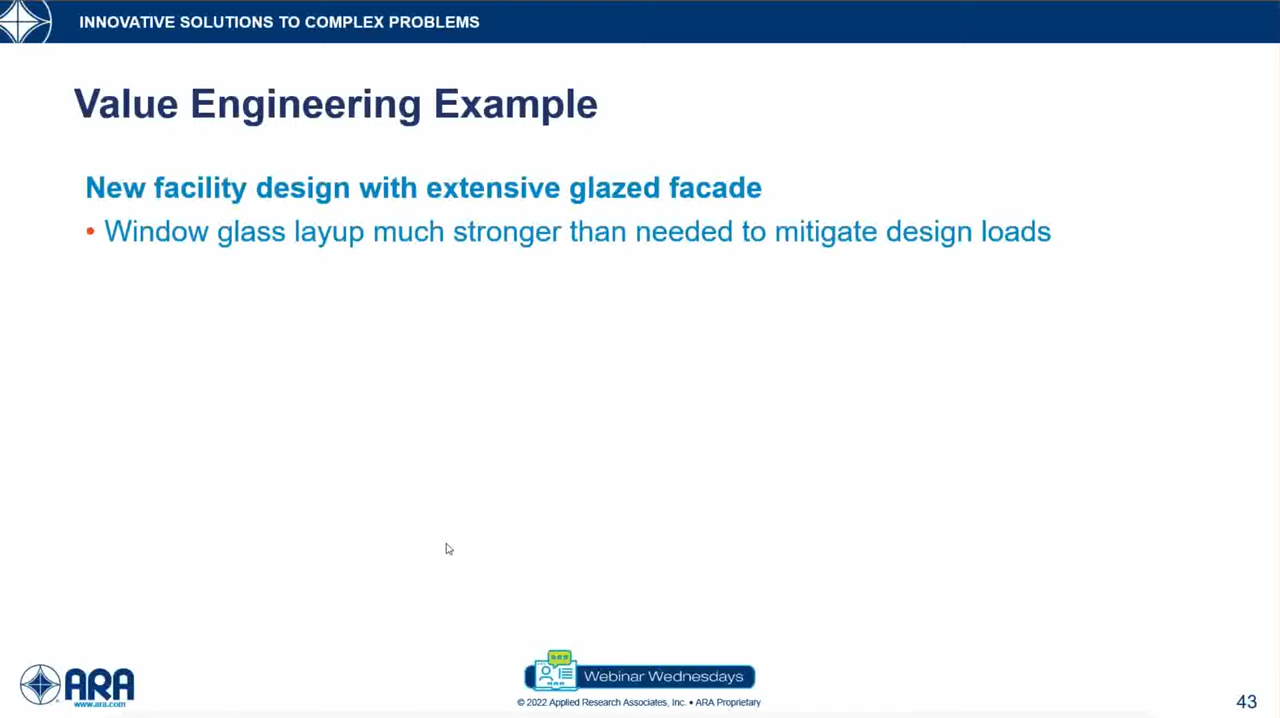 INNOVATIVE SOLUTIONS TO COMPLEX PROBLEMS
Value Engineering Example
New facility design with extensive glazed facade
• Window glass layup much stronger than needed to mitigate design loads
ARA
www.ara.com
Webinar Wednesdays
© 2022 Applied Research Associates, Inc. • ARA Proprietary
43